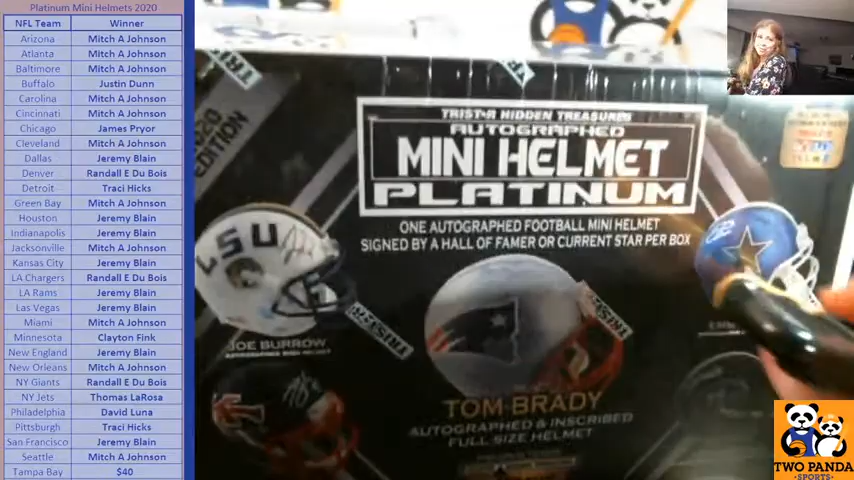 Platinum Mini Helmets 2020
NFL Team Winner
Arizona Mitch A Johnson
Atlanta Mitch A Johnson
Baltimore Mitch A Johnson
Buffalo Justin Dunn
Carolina Mitch A Johnson
Cincinnati Mitch A Johnson
Chicago James Pryor
Cleveland Mitch A Johnson
Dallas Jeremy Blain
Denver Randall E Du Bois
Detroit Traci Hicks
Green Bay Mitch A Johnson
Houston Jeremy Blain
Indianapolis Jeremy Blain
Jacksonville Mitch A Johnson
Kansas City Jeremy Blain
LA Chargers Randall E Du Bois
LA Rams Jeremy Blain
Las Vegas Jeremy Blain
Miami Mitch A Johnson
Minnesota Clayton Fink
New England Jeremy Blain
New Orleans Mitch A Johnson
NY Giants Randall E Du Bois
NY Jets Thomas LaRosa
Philadelphia David Luna
Pittsburgh Traci Hicks
San Francisco Jeremy Blain
Seattle Mitch A Johnson
Tampa Bay $40
2020
EDITION
TRISTAR HIDDEN TREASURES
AUTOGRAPHED
MINI HELMET
PLATINUM
ONE AUTOGRAPHED FOOTBALL MINI HELMET
SIGNED BY A HALL OF FAMER OR CURRENT STAR PER BOX
LSU
JOE BURROW
TRISTAR
TRISTAR
TOM BRADY
AUTOGRAPHED & INSCRIBED
FULL SIZE HELMET
TWO PANDA
SPORTS